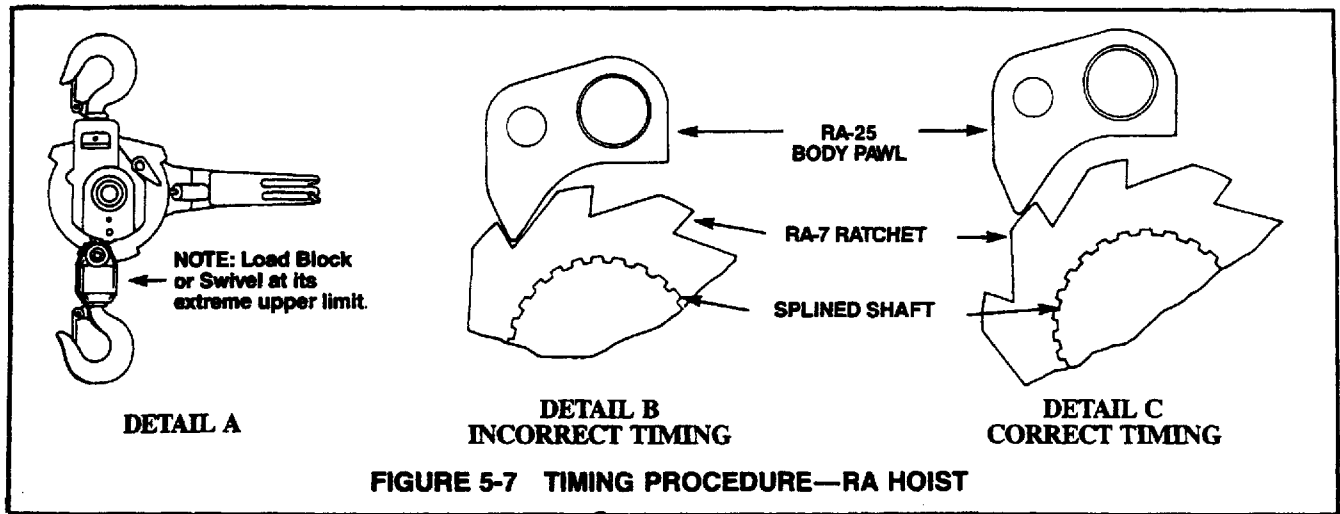 NOTE: Load Block
or Swivel at its
extreme upper limit.
DETAIL A
RA-25
BODY PAWL
RA-7 RATCHET
SPLINED SHAFT
DETAIL B
INCORRECT TIMING
DETAIL C
CORRECT TIMING
FIGURE 5-7 TIMING PROCEDURE—RA HOIST